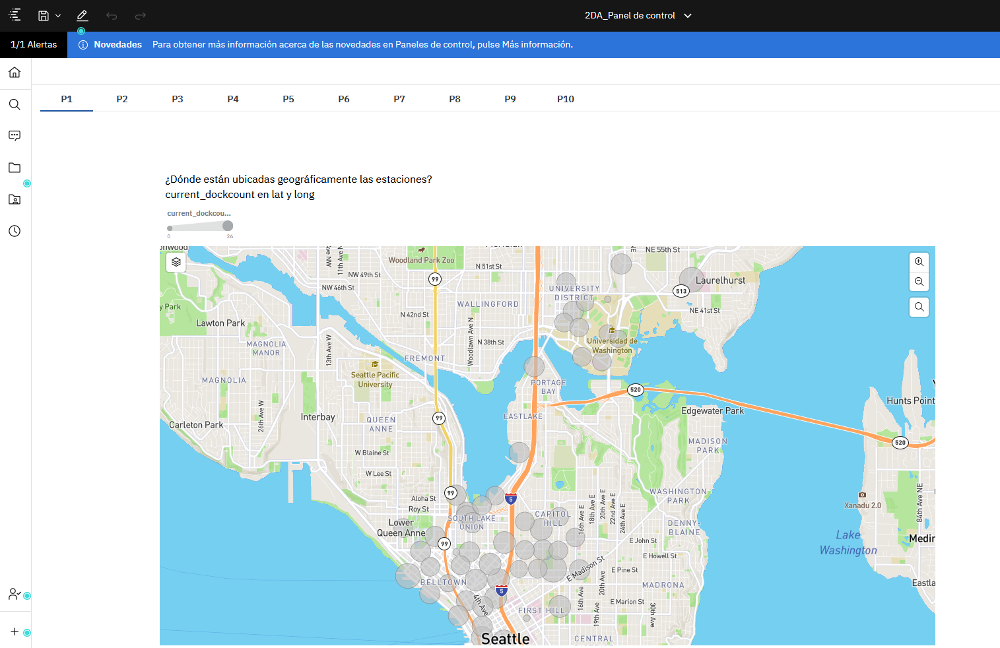 2DA_Panel de control
1/1 Alertas
Novedades Para obtener más información acerca de las novedades en Paneles de control, pulse Más información.
P1 P2 P3 P4 P5 P6 P7 P8 P9 P10
¿Dónde están ubicadas geográficamente las estaciones?
current_dockcount en lat y long
current_dockcou...
0 26
Woodland Park Zoo
N 51st St
NE 55th St
11th Ave N
NW 49th St
NW 46th St
99
513
Laurelhurst
UNIVERSITY
DISTRICT
WALLINGFORD
y Park
N 42nd St
NE 41st St
Lawton Park
MAGNOLIA
MANOR
13th Ave W
Woodlawn Ave N
N 38th St
Universidad de
Washington
FREMONT
Seattle Pacific
University
MAGNOLIA
PORTAGE
BAY
520
Hunts Point
26th Ave W
Interbay
Carleton Park
QUEEN
ANNE
99
EASTLAKE
Edgewater Park
MADISON
PARK
520
W Blaine St
W Lee St
Aloha St
Roy St
99
5
WASHINGTON
PARK
Xanadu 2.0
84th Ave NE
SOUTH LAKE
UNION
CAPITOL
HILL
16th Ave E
18th Ave E
20th Ave E
22nd Ave E
24th Ave E
DENNY-
BLAINE
Lower
Queen Anne
99
E John St
Lake
Washington
Medin
E Howell St
E Madison St
E Pine St
BELLTOWN
5
MADRONA
Eastla
4th Ave
16th Ave
20th Ave
E Marion St
19th Ave
30th Ave
FIRST HILL
Seattle
CENTRAL